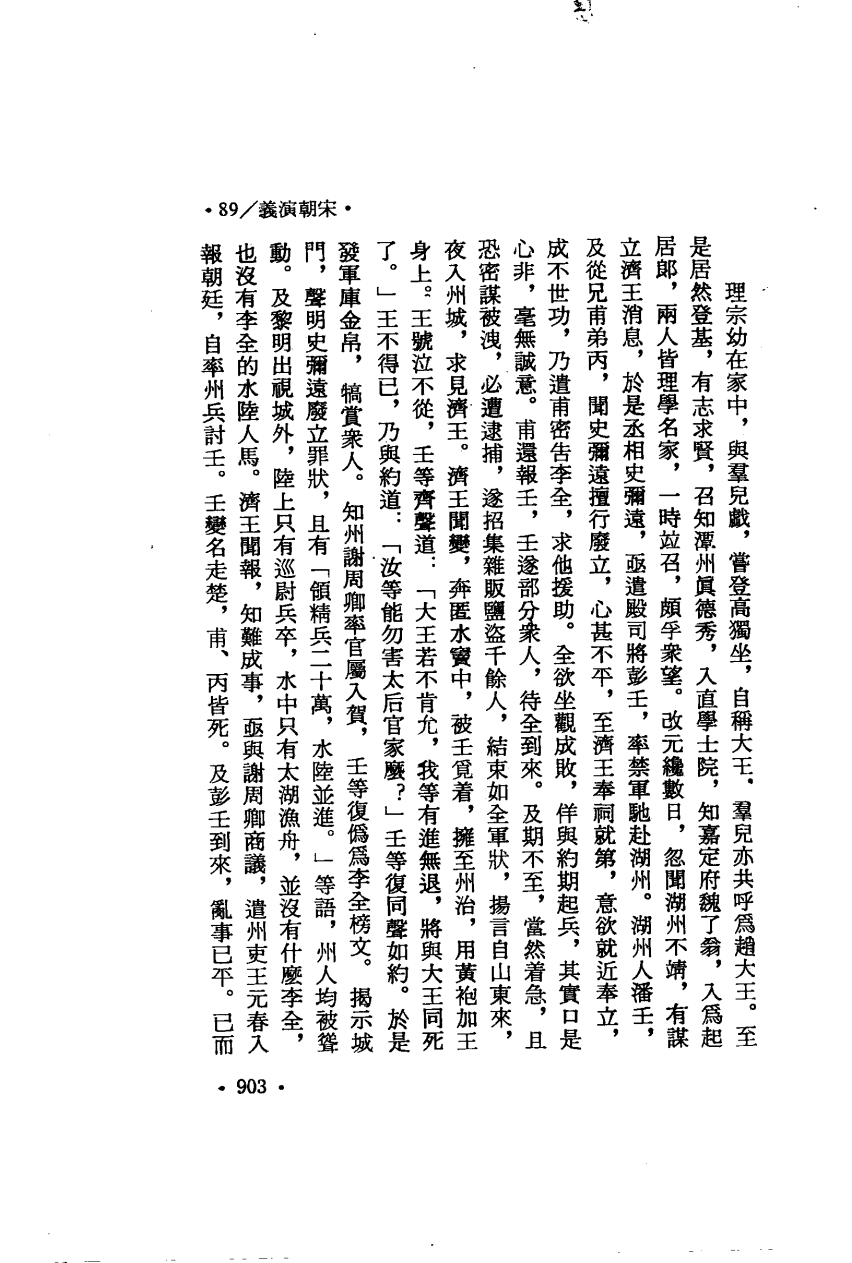 •89/義演朝宋•
理宗幼在家中，與羣兒戲，嘗登高獨坐，自稱大王，羣兒亦共呼爲趙大王。至
是居然登基，有志求賢，召知潭州眞德秀，入直學士院，知嘉定府魏了翁，入爲起
居郎，兩人皆理學名家，一時竝召，頗孚衆望。改元纔數日，忽聞湖州不靖，有謀
立濟王消息，於是丞相史彌遠，亟遣殿司將彭壬，率禁軍馳赴湖州。湖州人潘壬，
及從兄甫弟丙，聞史彌遠擅行廢立，心甚不平，至濟王奉祠就第，意欲就近奉立，
成不世功，乃遣甫密告李全，求他援助。全欲坐觀成敗，佯與約期起兵，其實口是
心非，毫無誠意。甫還報壬，壬遂部分衆人，待全到來。及期不至，當然着急，且
恐密謀被洩，必遭逮捕，遂招集雜販鹽盜千餘人，結束如全軍狀，揚言自山東來，
夜入州城，求見濟王。濟王聞變，奔匿水竇中，被壬覓着，擁至州治，用黃袍加王
身上。王號泣不從，壬等齊聲道：「大王若不肯允，我等有進無退，將與大王同死
了。」王不得已，乃與約道：「汝等能勿害太后官家麼？」壬等復同聲如約。於是
發軍庫金帛，犒賞衆人。知州謝周卿率官屬入賀，壬等復僞爲李全榜文。揭示城
門，聲明史彌遠廢立罪狀，且有「領精兵二十萬，水陸並進。」等語，州人均被聳
動。及黎明出視城外，陸上只有巡尉兵卒，水中只有太湖漁舟，並沒有什麼李全，
也沒有李全的水陸人馬。濟王聞報，知難成事，亟與謝周卿商議，遣州吏王元春入
報朝廷，自率州兵討壬。壬變名走楚，甫、丙皆死。及彭壬到來，亂事已平。已而
•903•